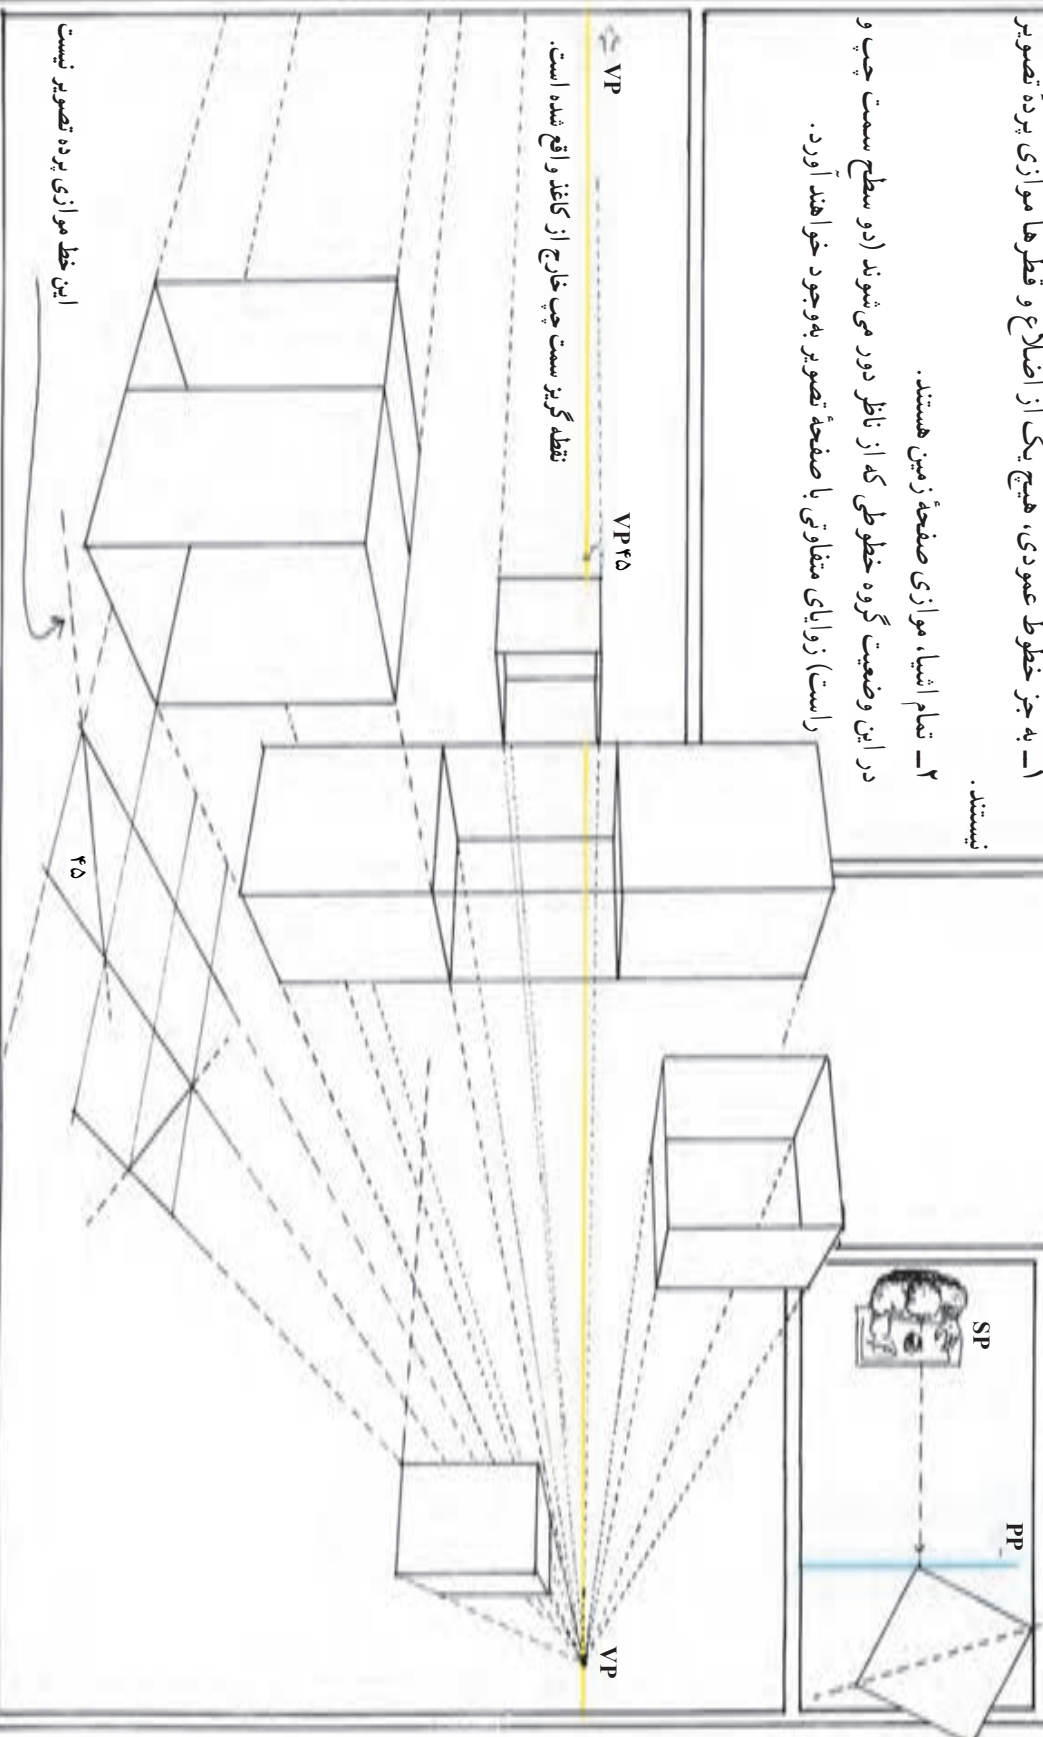 ۱ـ به جز خطوط عمودی، هیچ یک از اضلاع و قطرها موازی پردهٔ تصویر
نیستند.
۲ـ تمام اشیاء، موازی صفحهٔ زمین هستند.
در این وضعیت گروه خطوطی که از ناظر دور می‌شوند (دو سطح سمت چپ و
راست) زوایای متفاوتی با صفحهٔ تصویر به‌وجود خواهند آورد.
SP
PP
VP
VP۴۵
VP
نقطه گریز سمت چپ خارج از کاغذ واقع شده است.
۴۵
این خط موازی پرده تصویر نیست